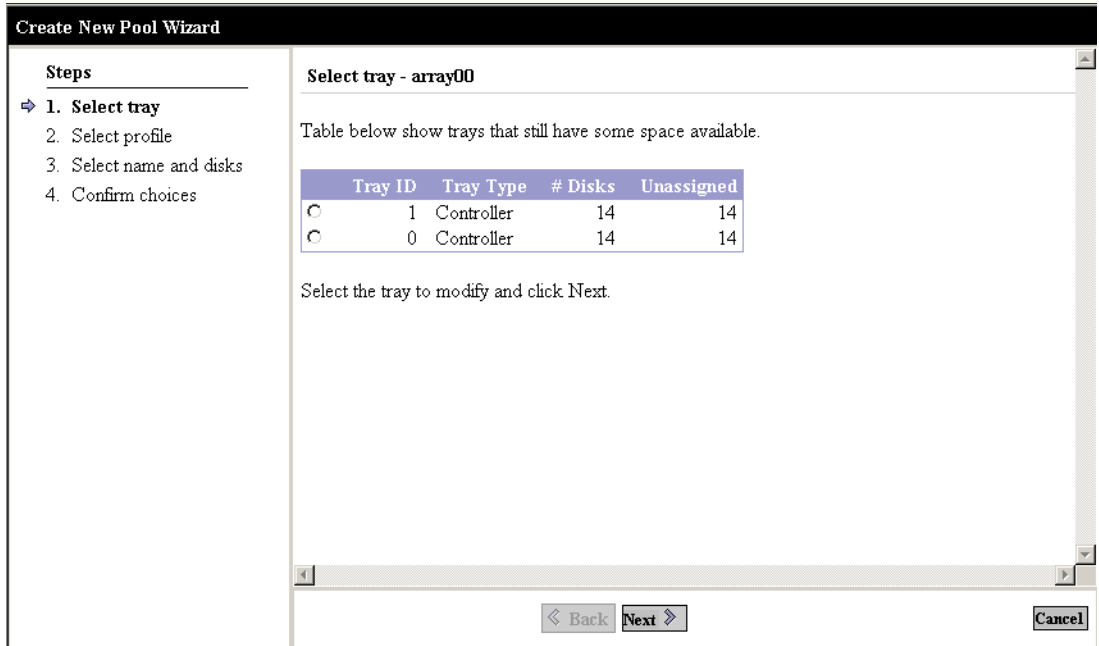 Create New Pool Wizard
Steps
1. Select tray
2. Select profile
3. Select name and disks
4. Confirm choices
Select tray - array00
Table below show trays that still have some space available.
Tray ID Tray Type # Disks Unassigned
1 Controller 14 14
0 Controller 14 14
Select the tray to modify and click Next.
Back Next Cancel